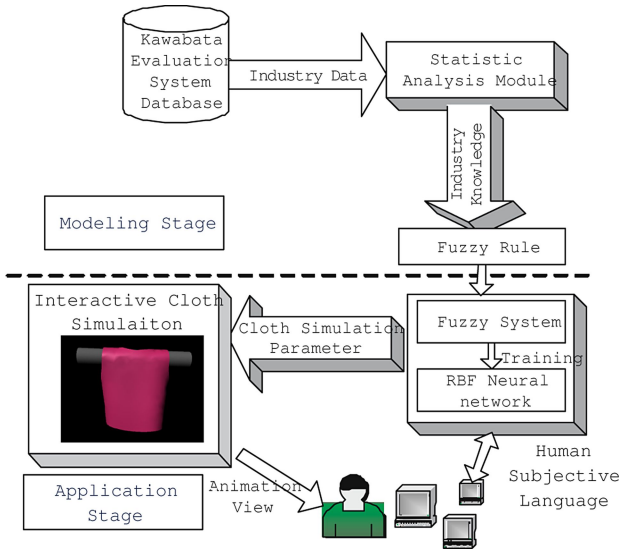 Kawabata
Evaluation
System
Database
Industry Data
Statistic
Analysis Module
Industry
Knowledge
Modeling Stage
Fuzzy Rule
Interactive Cloth
Simulaiton
Cloth Simulation
Parameter
Fuzzy System
Training
RBF Neural
network
Human
Subjective
Language
Animation
View
Application
Stage